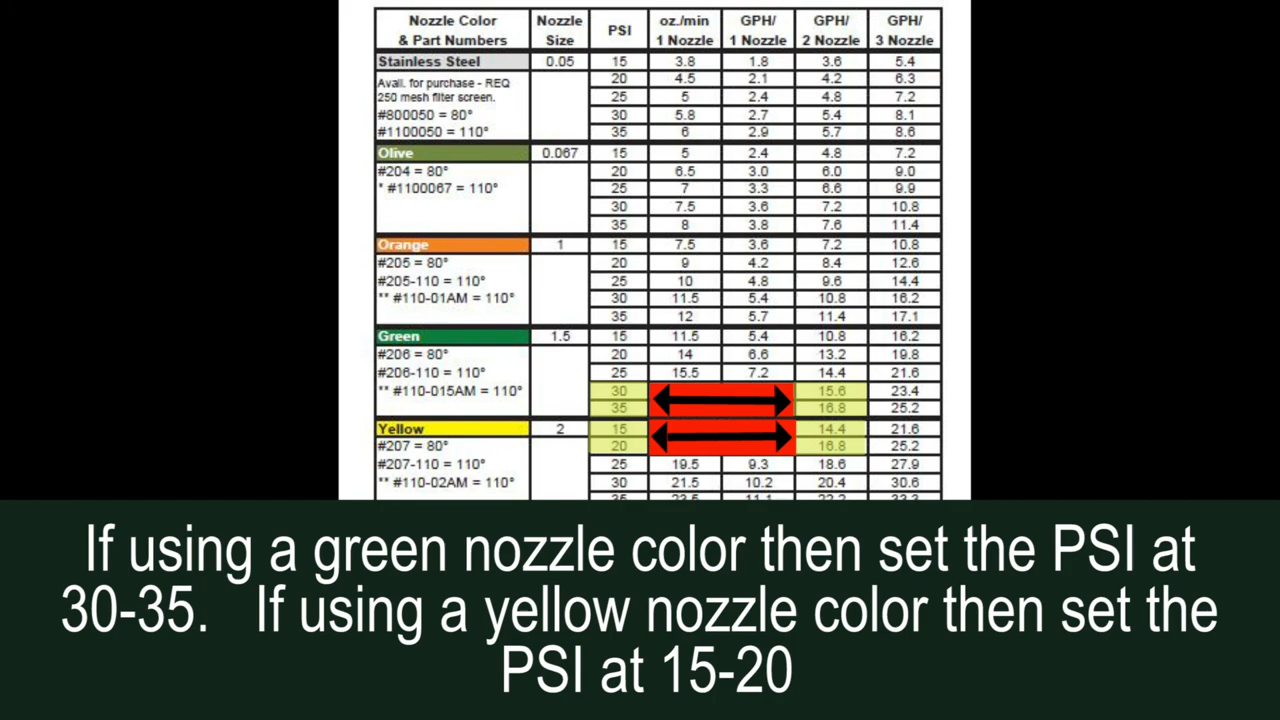 Nozzle Color & Part Numbers | Nozzle Size | PSI | oz./min 1 Nozzle | GPH/ 1 Nozzle | GPH/ 2 Nozzle | GPH/ 3 Nozzle
Stainless Steel 0.05 15 3.8 1.8 3.6 5.4
Avail. for purchase - REQ 20 4.5 2.1 4.2 6.3
250 mesh filter screen. 25 5 2.4 4.8 7.2
#800050 = 80° 30 5.8 2.7 5.4 8.1
#1100050 = 110° 35 6 2.9 5.7 8.6
Olive 0.067 15 5 2.4 4.8 7.2
#204 = 80° 20 6.5 3.0 6.0 9.0
* #1100067 = 110° 25 7 3.3 6.6 9.9
30 7.5 3.6 7.2 10.8
35 8 3.8 7.6 11.4
Orange 1 15 7.5 3.6 7.2 10.8
#205 = 80° 20 9 4.2 8.4 12.6
#205-110 = 110° 25 10 4.8 9.6 14.4
** #110-01AM = 110° 30 11.5 5.4 10.8 16.2
35 12 5.7 11.4 17.1
Green 1.5 15 11.5 5.4 10.8 16.2
#206 = 80° 20 14 6.6 13.2 19.8
#206-110 = 110° 25 15.5 7.2 14.4 21.6
** #110-015AM = 110° 30 15.6 23.4
35 16.8 25.2
Yellow 2 15 14.4 21.6
#207 = 80° 20 16.8 25.2
#207-110 = 110° 25 19.5 9.3 18.6 27.9
** #110-02AM = 110° 30 21.5 10.2 20.4 30.6
If using a green nozzle color then set the PSI at
30-35. If using a yellow nozzle color then set the
PSI at 15-20